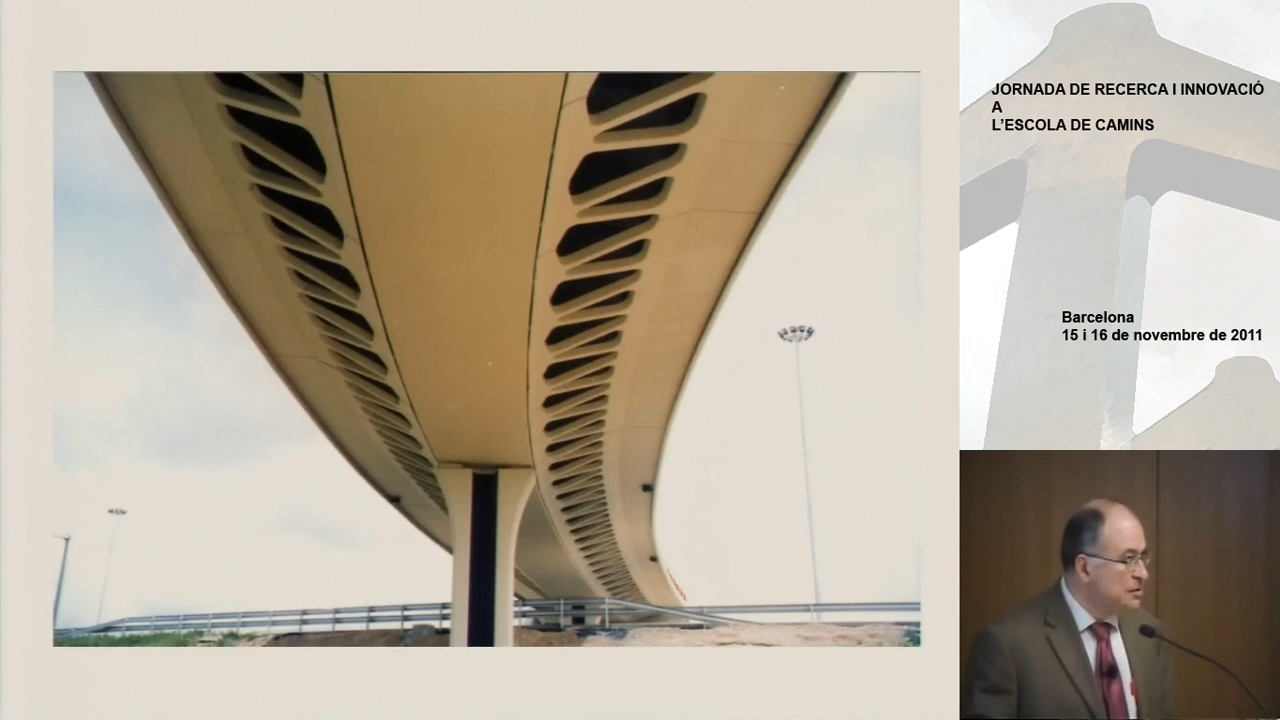 JORNADA DE RECERCA I INNOVACIÓ
A
L'ESCOLA DE CAMINS
Barcelona
15 i 16 de novembre de 2011